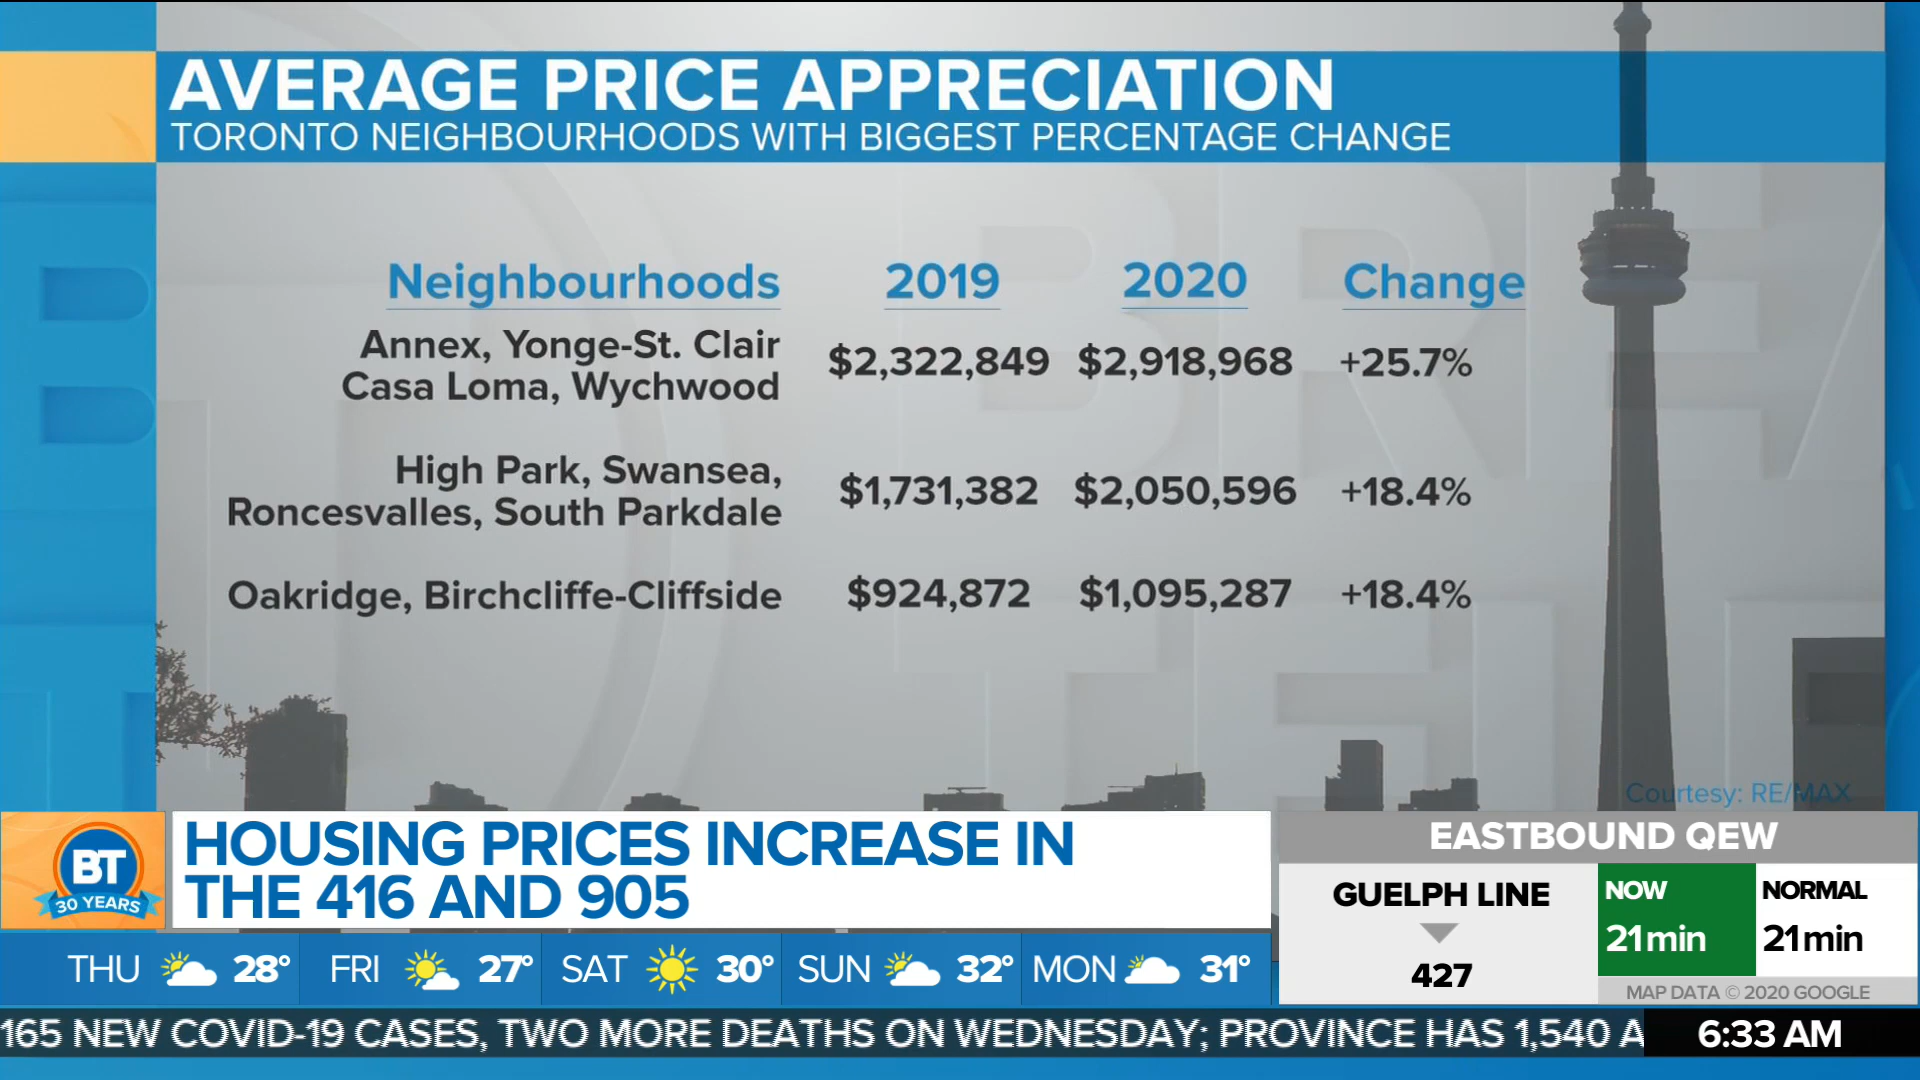 AVERAGE PRICE APPRECIATION
TORONTO NEIGHBOURHOODS WITH BIGGEST PERCENTAGE CHANGE
Neighbourhoods 2019 2020 Change
Annex, Yonge-St. Clair
Casa Loma, Wychwood
$2,322,849 $2,918,968 +25.7%
High Park, Swansea,
Roncesvalles, South Parkdale
$1,731,382 $2,050,596 +18.4%
Oakridge, Birchcliffe-Cliffside $924,872 $1,095,287 +18.4%
Courtesy: RE/MAX
BT
30 YEARS
HOUSING PRICES INCREASE IN
THE 416 AND 905
EASTBOUND QEW
GUELPH LINE
427
NOW
21 min
NORMAL
21 min
MAP DATA © 2020 GOOGLE
THU 28° FRI 27° SAT 30° SUN 32° MON 31°
165 NEW COVID-19 CASES, TWO MORE DEATHS ON WEDNESDAY; PROVINCE HAS 1,540 A
6:33 AM